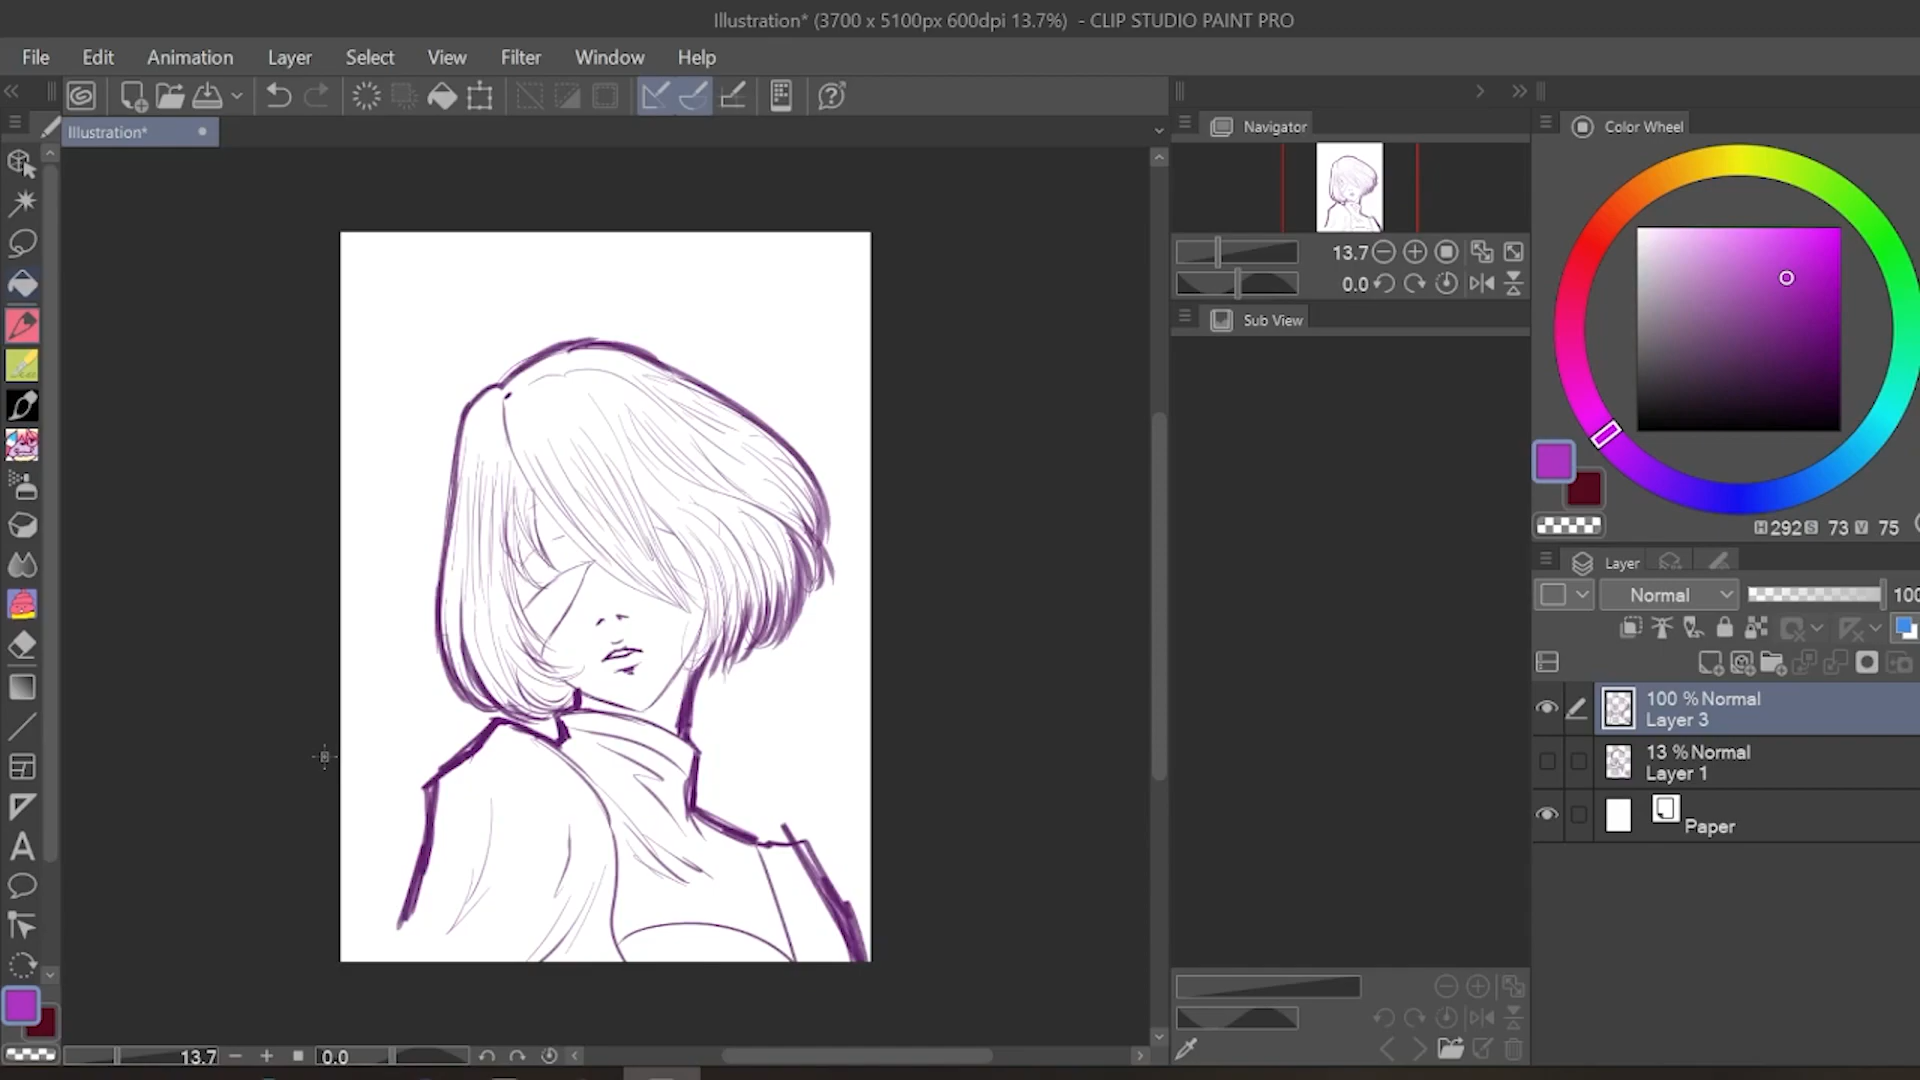 Illustration* (3700 x 5100px 600dpi 13.7%) - CLIP STUDIO PAINT PRO
File Edit Animation Layer Select View Filter Window Help
Illustration*
Navigator
Color Wheel
13.7
0.0
Sub View
H 292 S 73 V 75
Layer
Normal
100
100 % Normal
Layer 3
13 % Normal
Layer 1
Paper
A
13.7
0.0